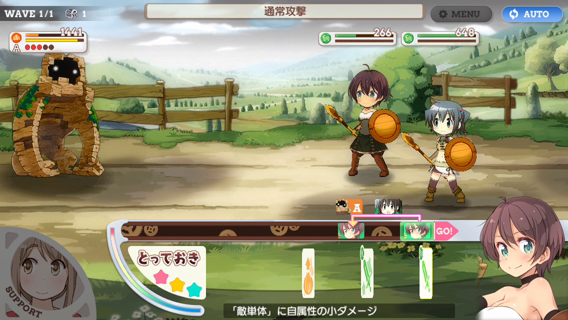 WAVE 1/1
1
通常攻撃
MENU
AUTO
1441
A
266
648
A
GO!
とっておき
SUPPORT
「敵単体」に自属性の小ダメージ